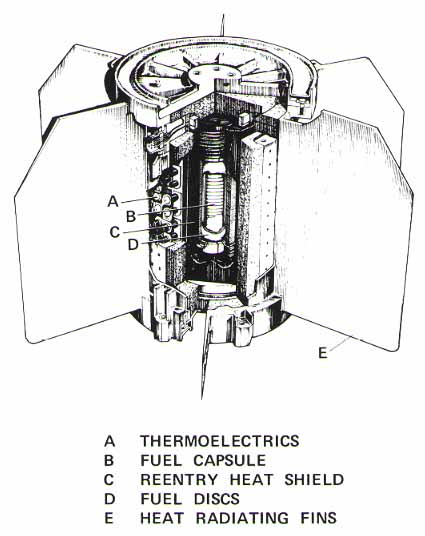 A
B
C
D
E
A THERMOELECTRICS
B FUEL CAPSULE
C REENTRY HEAT SHIELD
D FUEL DISCS
E HEAT RADIATING FINS